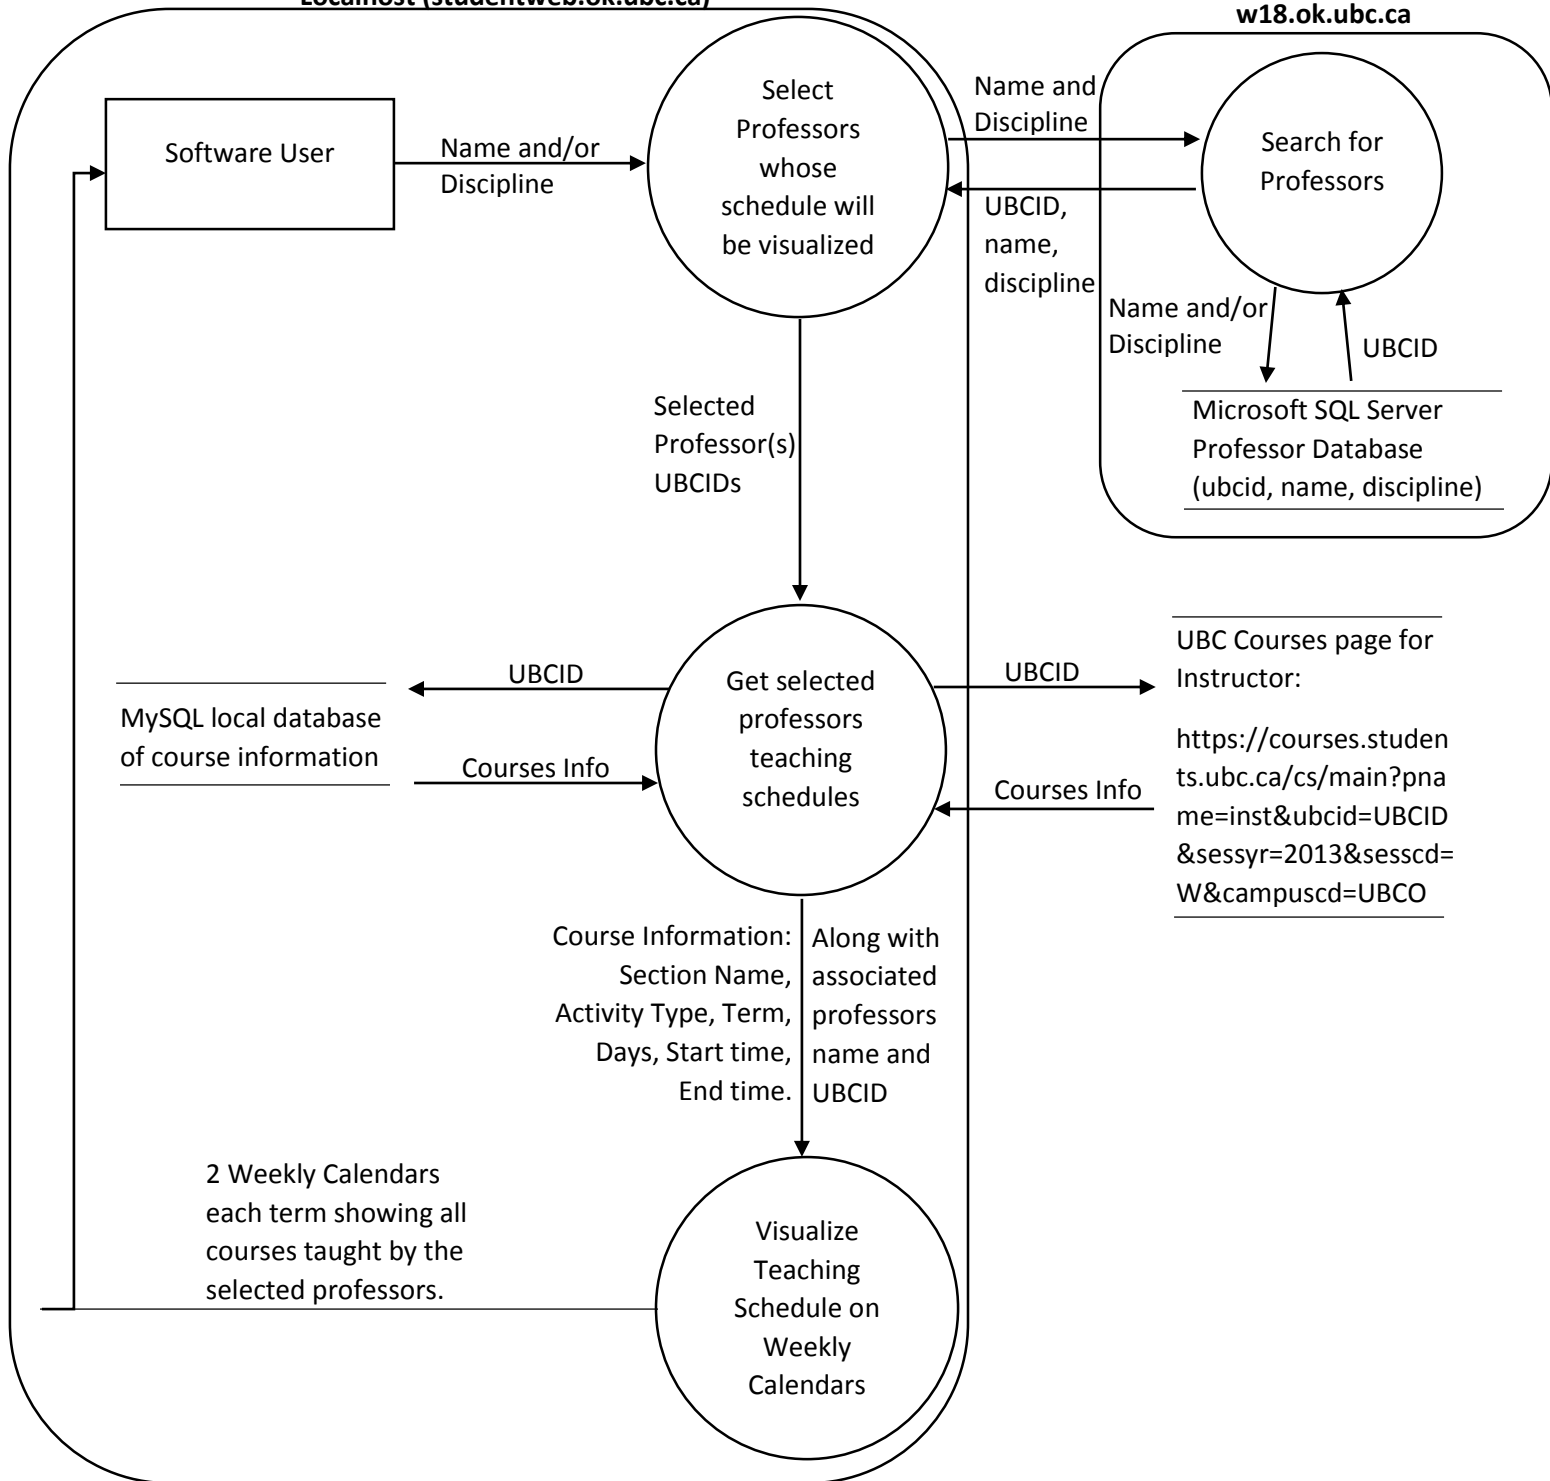 Localhost (studentweb.ok.ubc.ca)
w18.ok.ubc.ca
Software User
Name and/or
Discipline
Select
Professors
whose
schedule will
be visualized
Name and
Discipline
UBCID,
name,
discipline
Search for
Professors
Name and/or
Discipline
UBCID
Microsoft SQL Server
Professor Database
(ubcid, name, discipline)
Selected
Professor(s)
UBCIDs
MySQL local database
of course information
UBCID
Courses Info
Get selected
professors
teaching
schedules
UBCID
Courses Info
UBC Courses page for
Instructor:
https://courses.studen
ts.ubc.ca/cs/main?pna
me=inst&ubcid=UBCID
&sessyr=2013&sesscd=
W&campuscd=UBCO
Course Information:
Section Name,
Activity Type, Term,
Days, Start time,
End time.
Along with
associated
professors
name and
UBCID
2 Weekly Calendars
each term showing all
courses taught by the
selected professors.
Visualize
Teaching
Schedule on
Weekly
Calendars